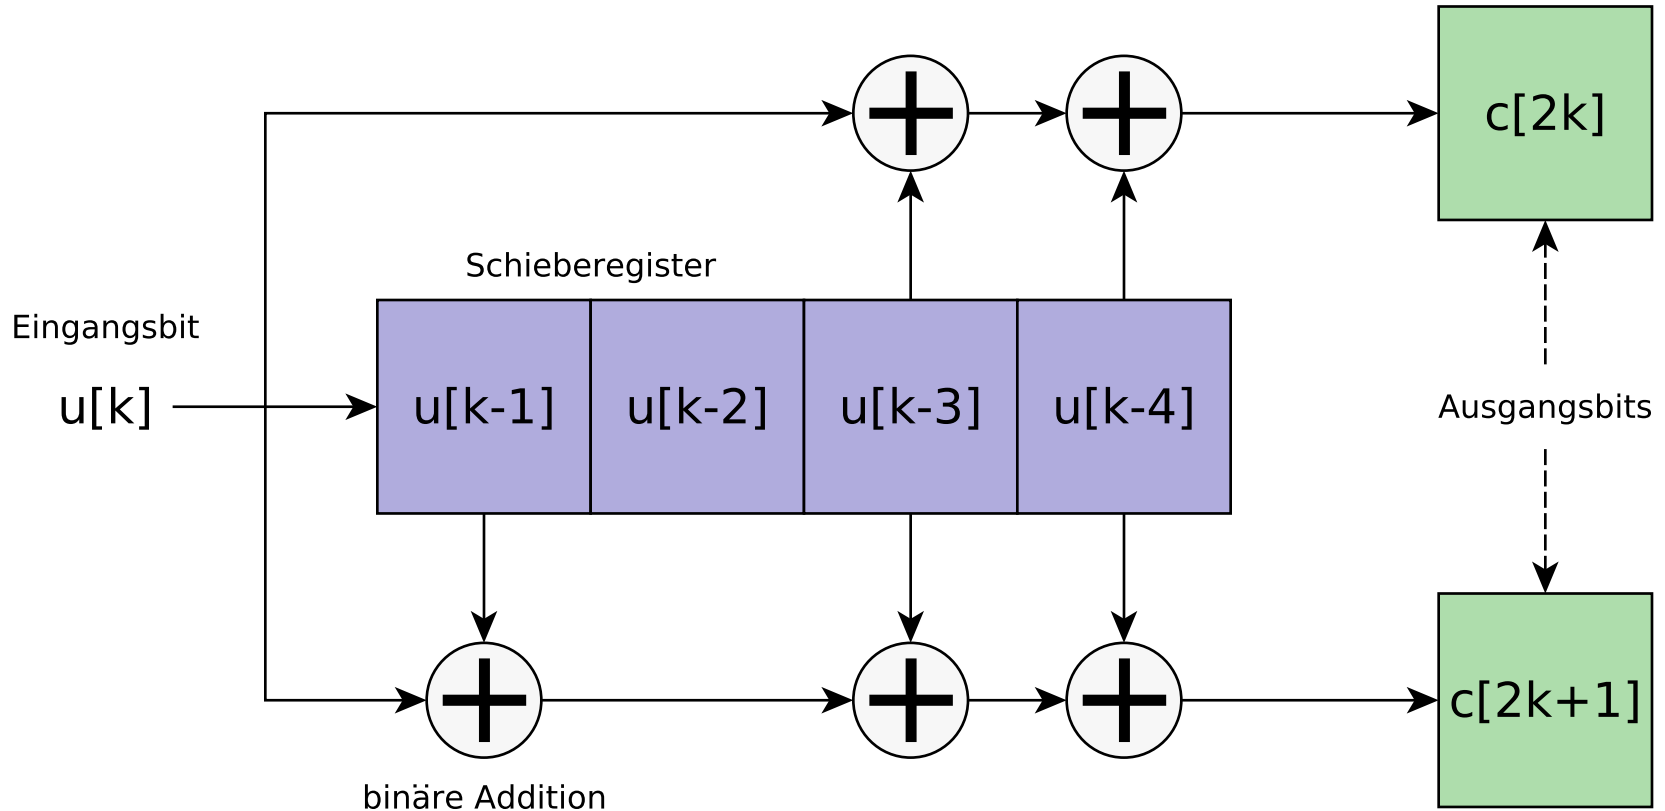 c[2k]
Schieberegister
Eingangsbit
u[k]
u[k-1]
u[k-2]
u[k-3]
u[k-4]
Ausgangsbits
c[2k+1]
binäre Addition